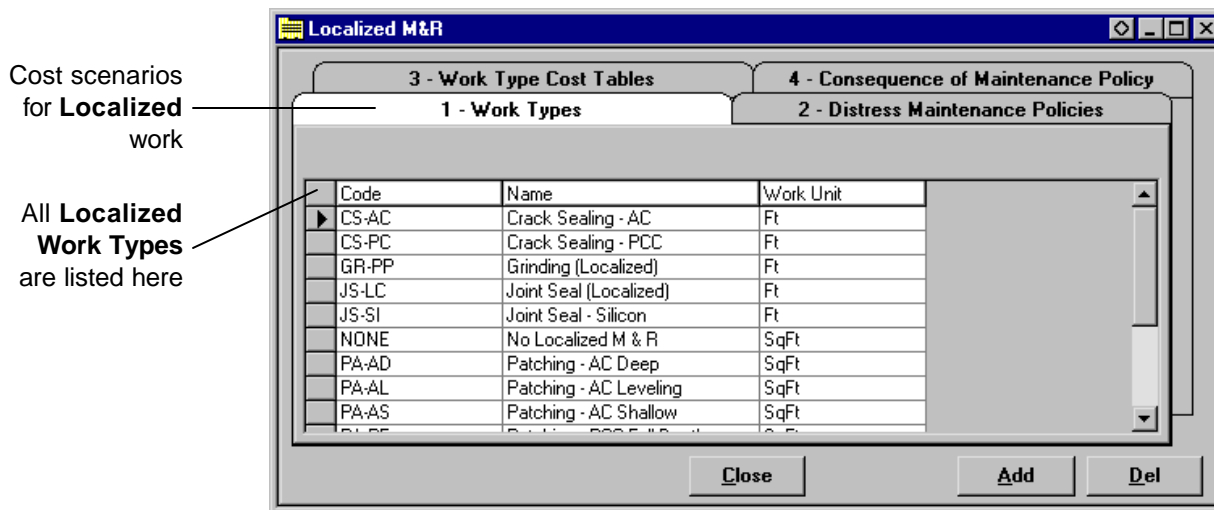 Localized M&R
Cost scenarios
for Localized
work
All Localized
Work Types
are listed here
3 - Work Type Cost Tables
4 - Consequence of Maintenance Policy
1 - Work Types
2 - Distress Maintenance Policies
Code Name Work Unit
CS-AC Crack Sealing - AC Ft
CS-PC Crack Sealing - PCC Ft
GR-PP Grinding (Localized) Ft
JS-LC Joint Seal (Localized) Ft
JS-SI Joint Seal - Silicon Ft
NONE No Localized M & R SqFt
PA-AD Patching - AC Deep SqFt
PA-AL Patching - AC Leveling SqFt
PA-AS Patching - AC Shallow SqFt
Close Add Del